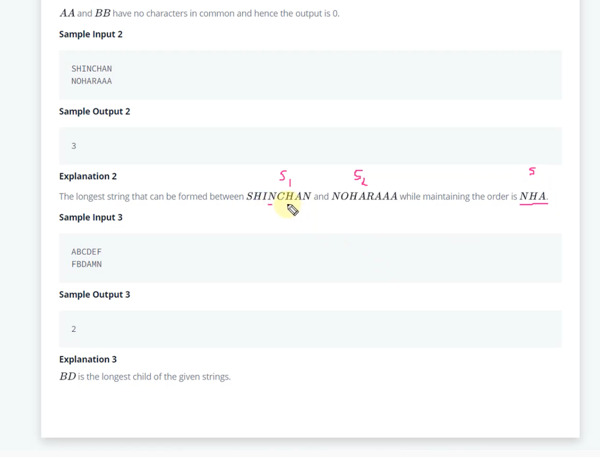 AA and BB have no characters in common and hence the output is 0.
Sample Input 2
SHINCHAN
NOHARAAA
Sample Output 2
3
Explanation 2
S1 S2 S
The longest string that can be formed between SHINCHAN and NOHARAAA while maintaining the order is NHA.
Sample Input 3
ABCDEF
FBDAMN
Sample Output 3
2
Explanation 3
BD is the longest child of the given strings.